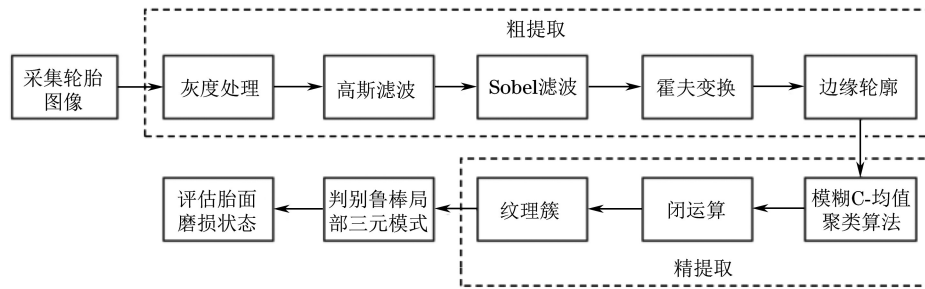 粗提取
采集轮胎
图像
灰度处理
高斯滤波
Sobel滤波
霍夫变换
边缘轮廓
评估胎面
磨损状态
判别鲁棒局
部三元模式
纹理簇
闭运算
模糊C-均值
聚类算法
精提取